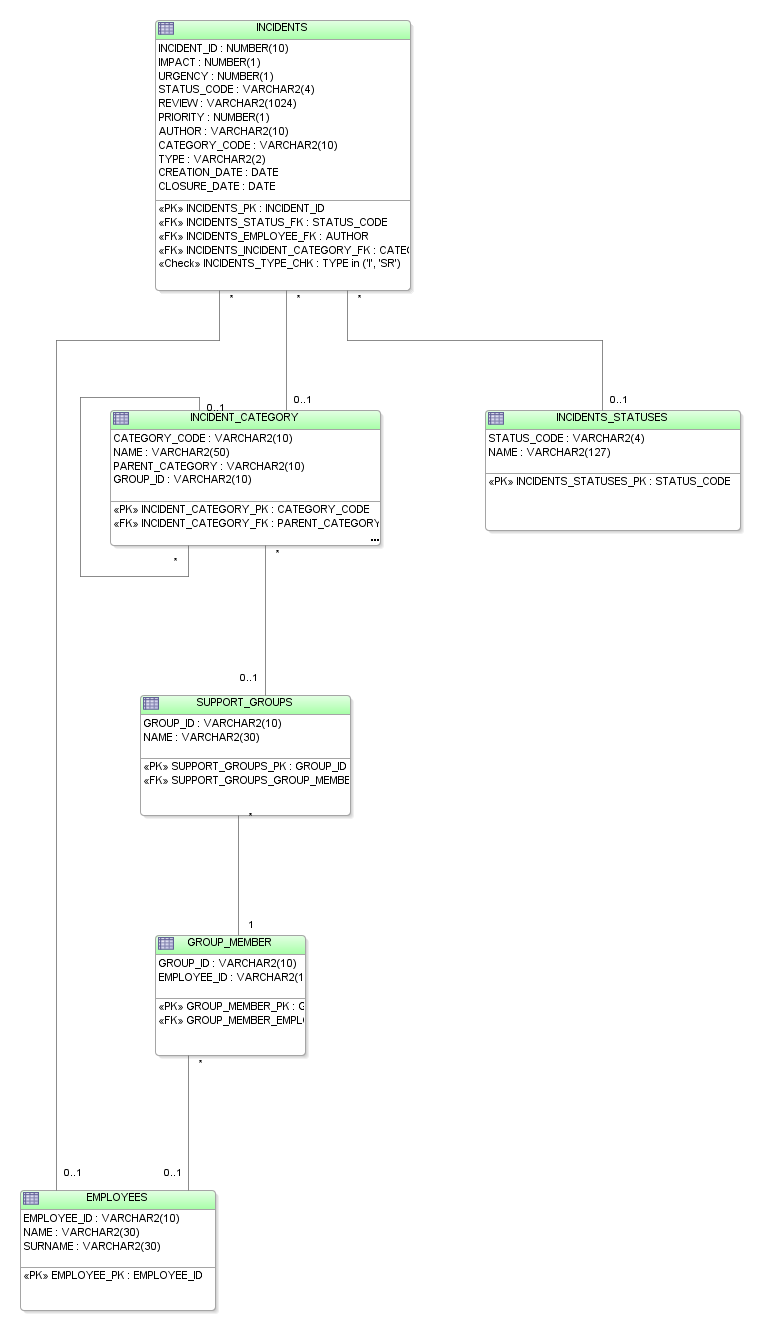 INCIDENTS
INCIDENT_ID : NUMBER(10)
IMPACT : NUMBER(1)
URGENCY : NUMBER(1)
STATUS_CODE : VARCHAR2(4)
REVIEW : VARCHAR2(1024)
PRIORITY : NUMBER(1)
AUTHOR : VARCHAR2(10)
CATEGORY_CODE : VARCHAR2(10)
TYPE : VARCHAR2(2)
CREATION_DATE : DATE
CLOSURE_DATE : DATE
«PK» INCIDENTS_PK : INCIDENT_ID
«FK» INCIDENTS_STATUS_FK : STATUS_CODE
«FK» INCIDENTS_EMPLOYEE_FK : AUTHOR
«FK» INCIDENTS_INCIDENT_CATEGORY_FK : CATEG
«Check» INCIDENTS_TYPE_CHK : TYPE in ('I', 'SR')
* * *
0..1 0..1 0..1
INCIDENT_CATEGORY
CATEGORY_CODE : VARCHAR2(10)
NAME : VARCHAR2(50)
PARENT_CATEGORY : VARCHAR2(10)
GROUP_ID : VARCHAR2(10)
«PK» INCIDENT_CATEGORY_PK : CATEGORY_CODE
«FK» INCIDENT_CATEGORY_FK : PARENT_CATEGORY
...
INCIDENTS_STATUSES
STATUS_CODE : VARCHAR2(4)
NAME : VARCHAR2(127)
«PK» INCIDENTS_STATUSES_PK : STATUS_CODE
* *
0..1
SUPPORT_GROUPS
GROUP_ID : VARCHAR2(10)
NAME : VARCHAR2(30)
«PK» SUPPORT_GROUPS_PK : GROUP_ID
«FK» SUPPORT_GROUPS_GROUP_MEMBE
*
1
GROUP_MEMBER
GROUP_ID : VARCHAR2(10)
EMPLOYEE_ID : VARCHAR2(1
«PK» GROUP_MEMBER_PK : G
«FK» GROUP_MEMBER_EMPL
*
0..1 0..1
EMPLOYEES
EMPLOYEE_ID : VARCHAR2(10)
NAME : VARCHAR2(30)
SURNAME : VARCHAR2(30)
«PK» EMPLOYEE_PK : EMPLOYEE_ID